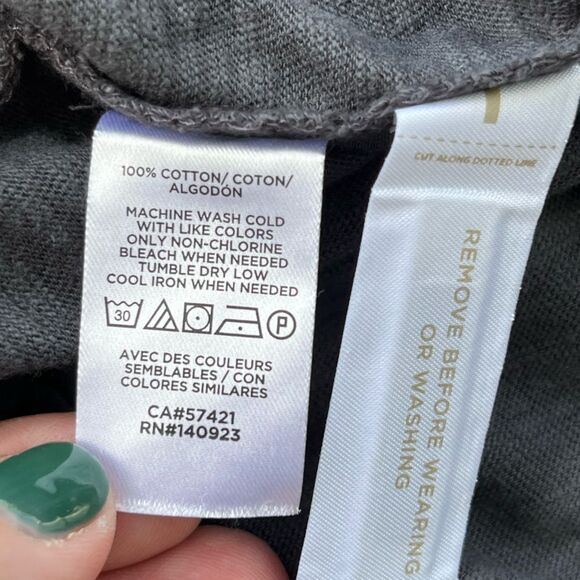 100% COTTON/ COTON/
ALGODÓN
MACHINE WASH COLD
WITH LIKE COLORS
ONLY NON-CHLORINE
BLEACH WHEN NEEDED
TUMBLE DRY LOW
COOL IRON WHEN NEEDED
30 P
AVEC DES COULEURS
SEMBLABLES / CON
COLORES SIMILARES
CA#57421
RN#140923
CUT ALONG DOTTED LINE
REMOVE BEFORE WEARING
OR WASHING